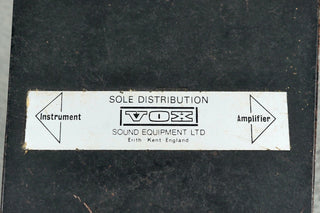 SOLE DISTRIBUTION
Instrument VOX Amplifier
SOUND EQUIPMENT LTD
Erith Kent England